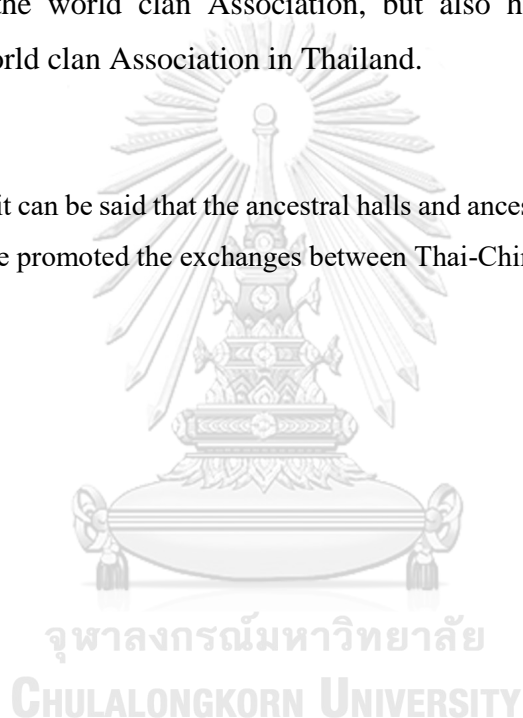 the world clan Association, but also h
orld clan Association in Thailand.
it can be said that the ancestral halls and ances
e promoted the exchanges between Thai-Chin
จุฬาลงกรณ์มหาวิทยาลัย
CHULALONGKORN UNIVERSITY